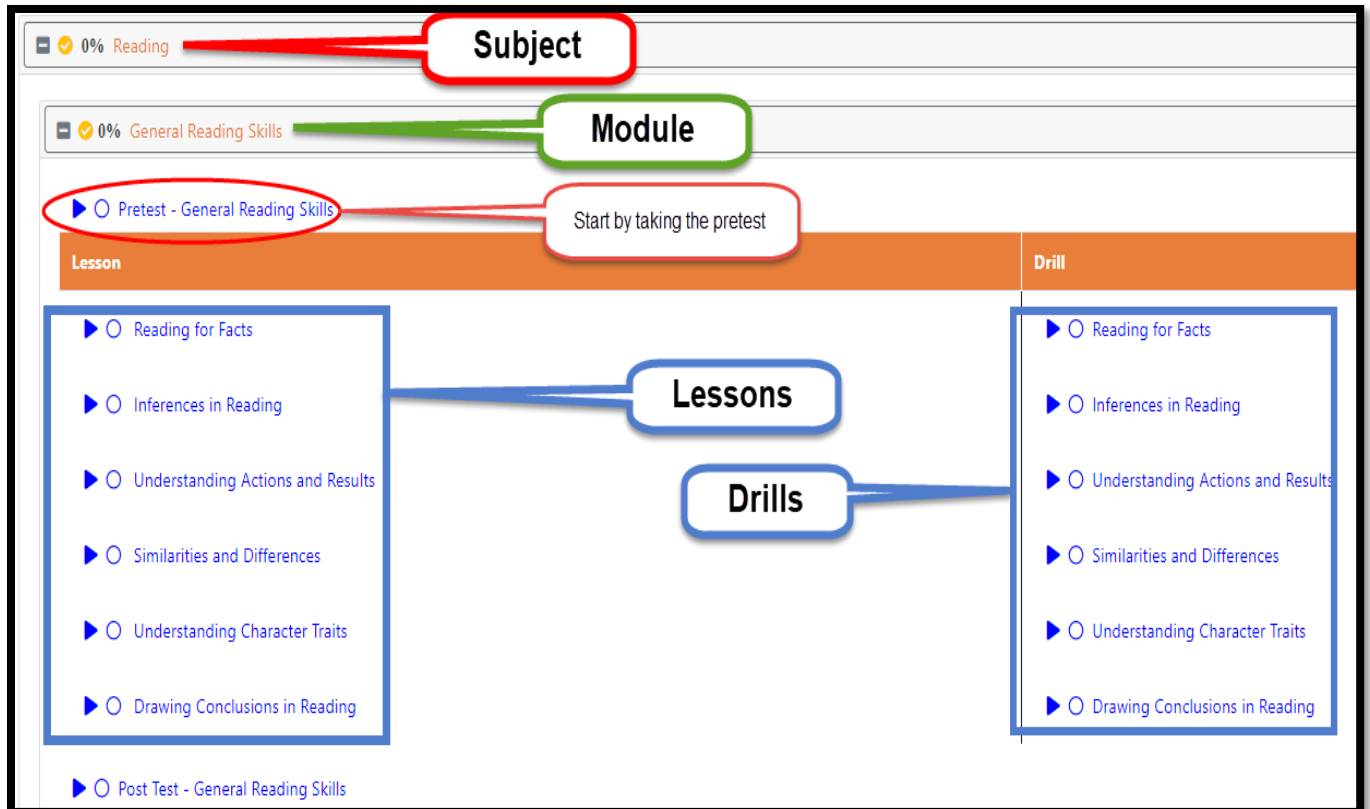 0% Reading
Subject
0% General Reading Skills
Module
Pretest - General Reading Skills
Start by taking the pretest
Lesson
Drill
Reading for Facts
Reading for Facts
Inferences in Reading
Lessons
Inferences in Reading
Understanding Actions and Results
Drills
Understanding Actions and Results
Similarities and Differences
Similarities and Differences
Understanding Character Traits
Understanding Character Traits
Drawing Conclusions in Reading
Drawing Conclusions in Reading
Post Test - General Reading Skills